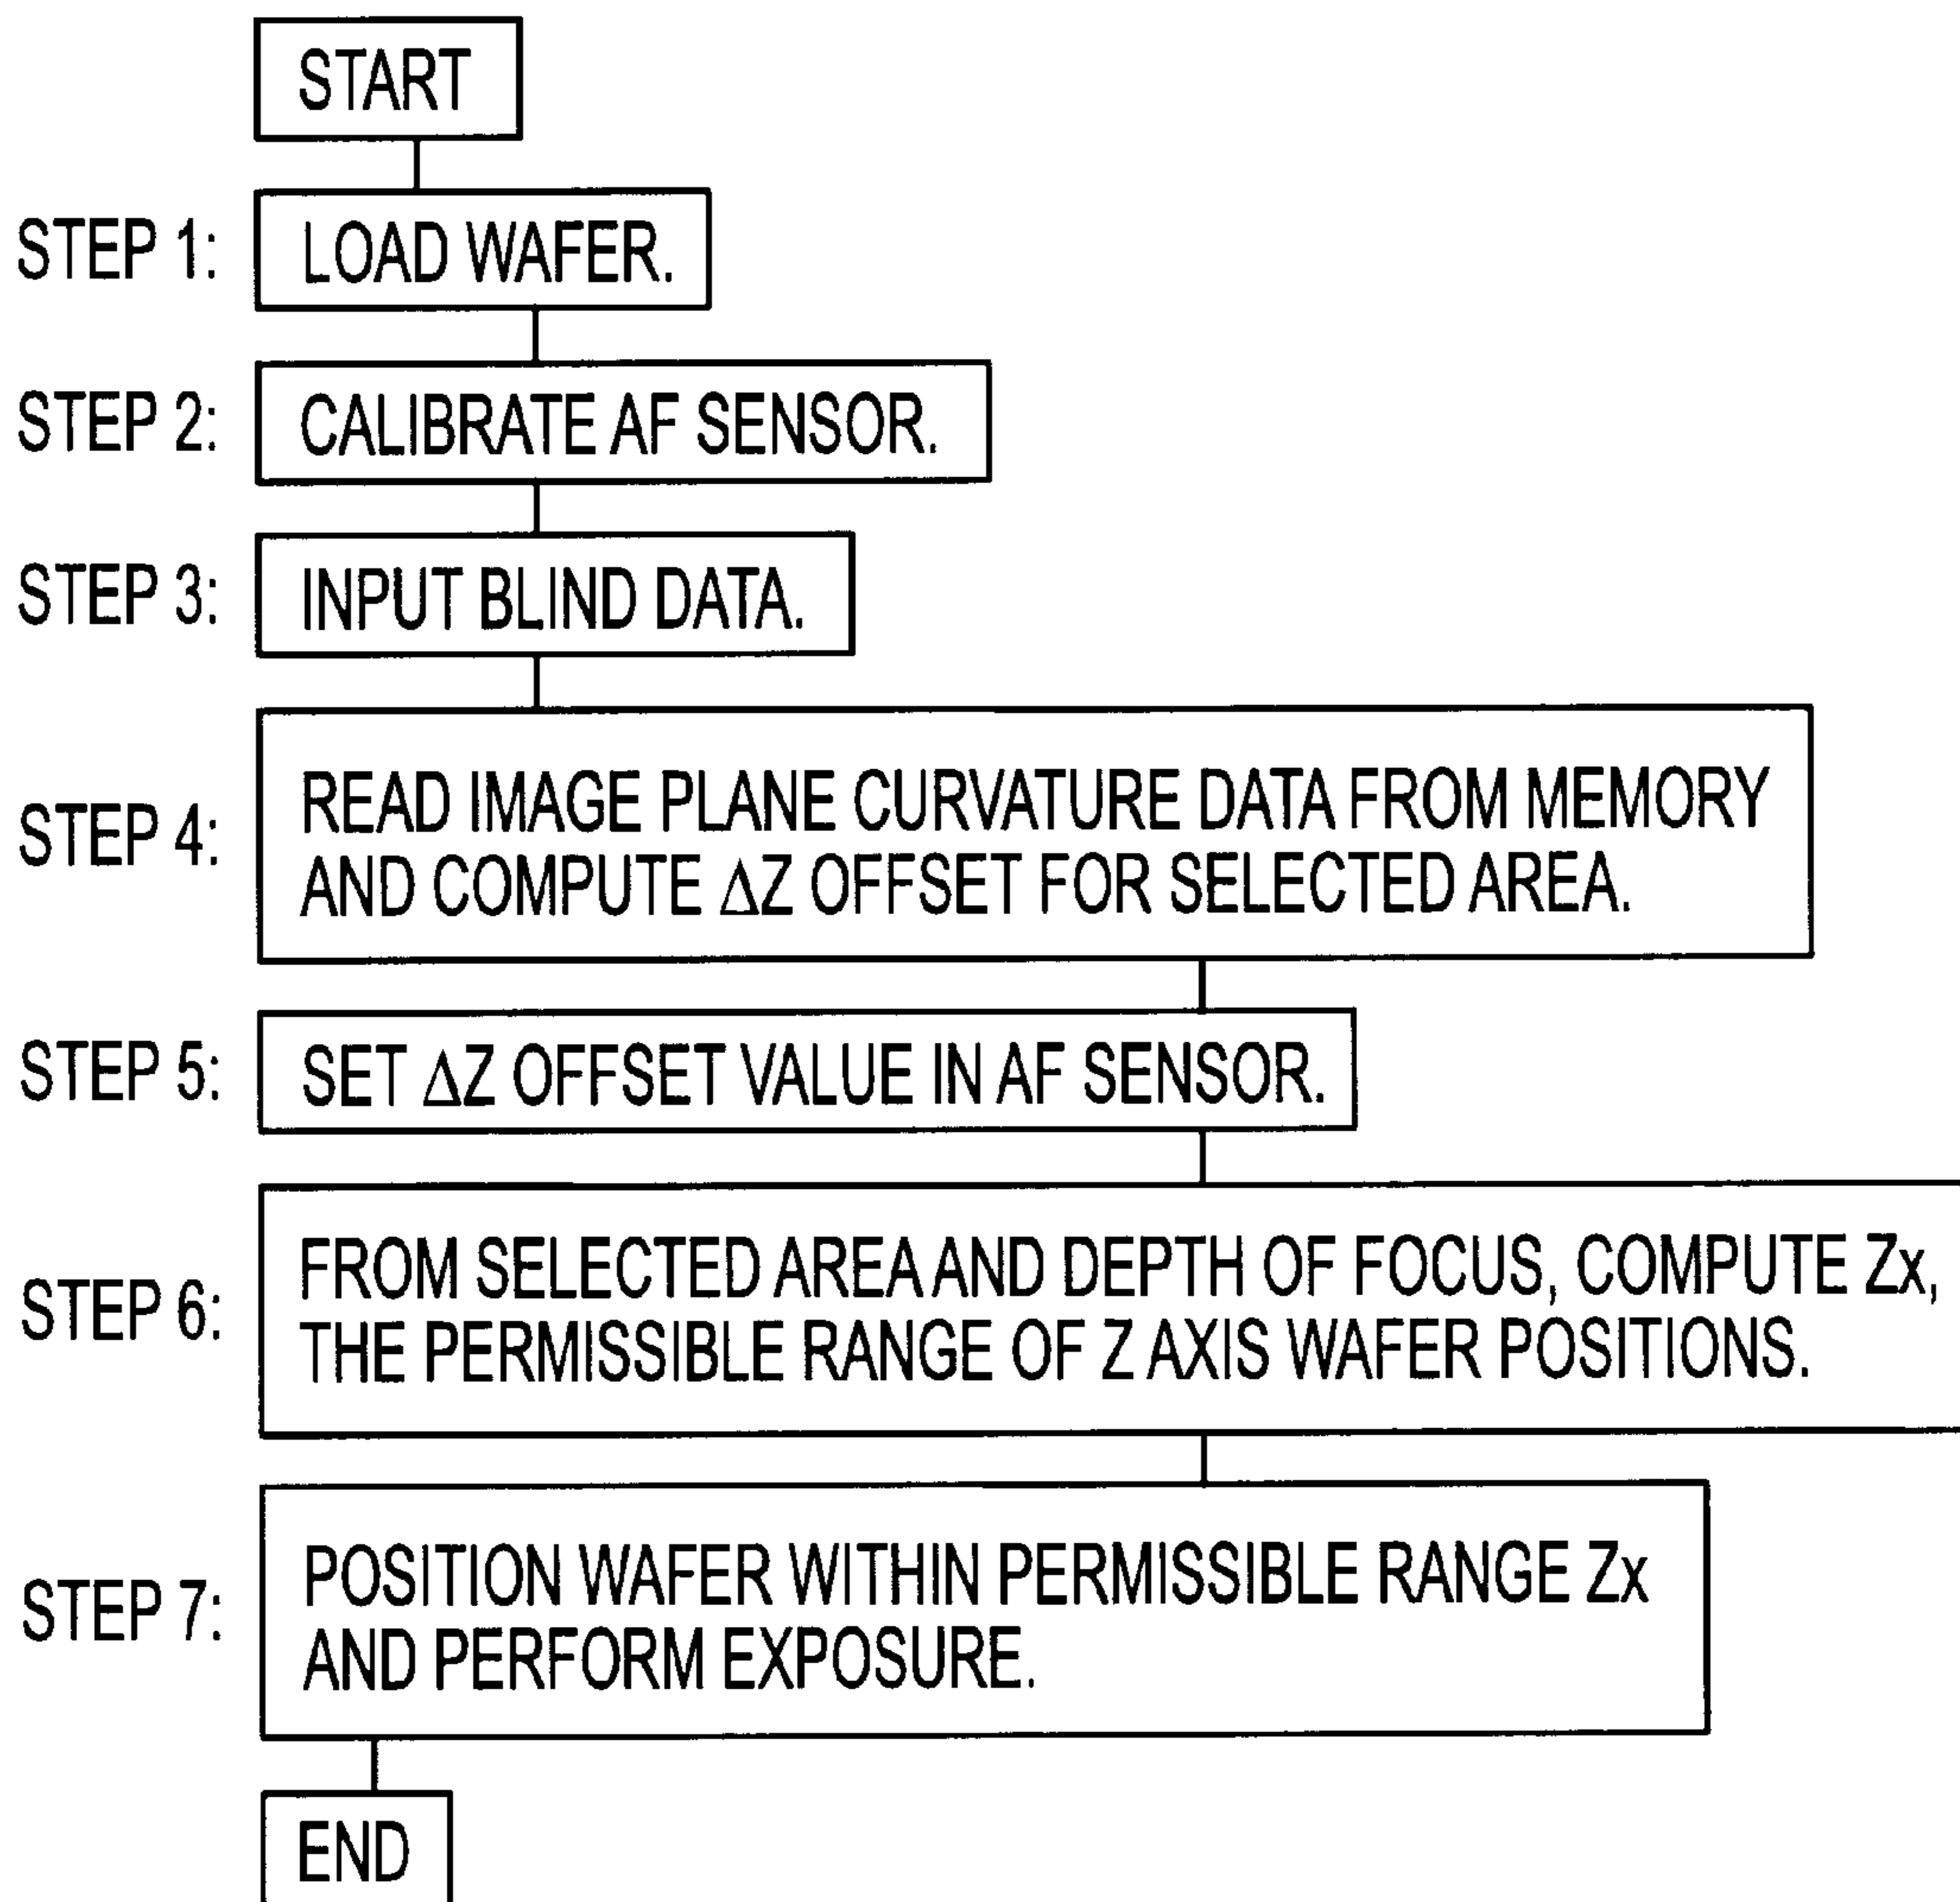 START
STEP 1: LOAD WAFER.
STEP 2: CALIBRATE AF SENSOR.
STEP 3: INPUT BLIND DATA.
STEP 4: READ IMAGE PLANE CURVATURE DATA FROM MEMORY
AND COMPUTE ΔZ OFFSET FOR SELECTED AREA.
STEP 5: SET ΔZ OFFSET VALUE IN AF SENSOR.
STEP 6: FROM SELECTED AREA AND DEPTH OF FOCUS, COMPUTE Zx,
THE PERMISSIBLE RANGE OF Z AXIS WAFER POSITIONS.
STEP 7: POSITION WAFER WITHIN PERMISSIBLE RANGE Zx
AND PERFORM EXPOSURE.
END